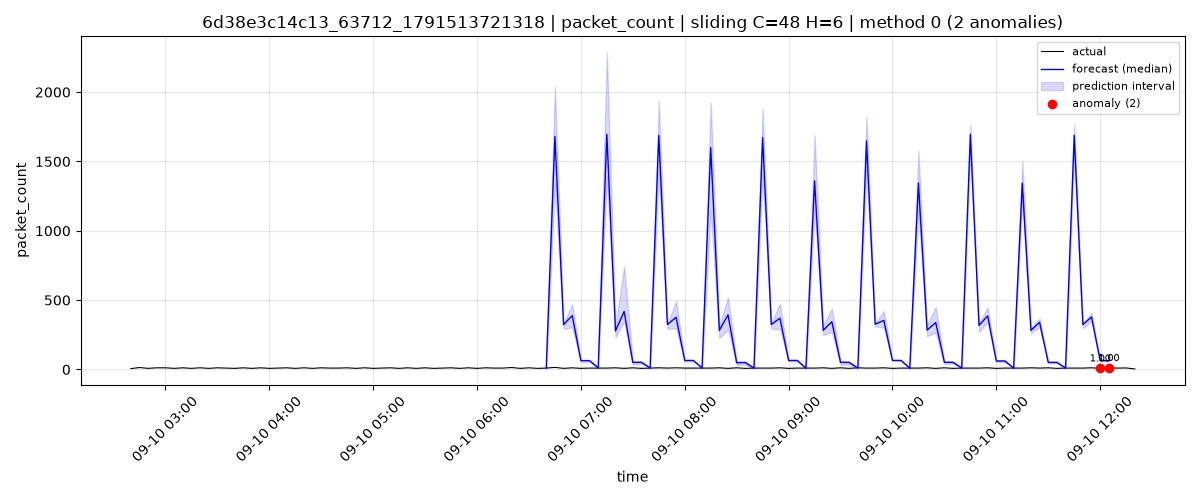 6d38e3c14c13_63712_1791513721318 | packet_count | sliding C=48 H=6 | method 0 (2 anomalies)
actual
forecast (median)
prediction interval
anomaly (2)
packet_count
2000
1500
1000
500
0
09-10 03:00
09-10 04:00
09-10 05:00
09-10 06:00
09-10 07:00
09-10 08:00
09-10 09:00
09-10 10:00
09-10 11:00
09-10 12:00
time